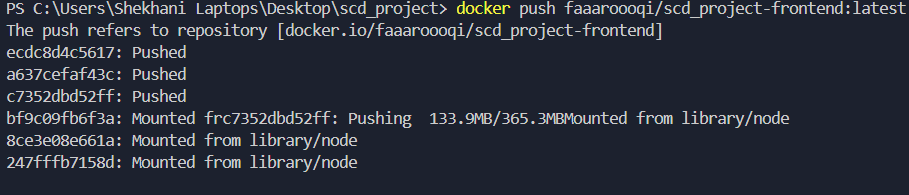 PS C:\Users\Shekhani Laptops\Desktop\scd_project> docker push faaaroooqi/scd_project-frontend:latest
The push refers to repository [docker.io/faaaroooqi/scd_project-frontend]
ecdc8d4c5617: Pushed
a637cefaf43c: Pushed
c7352dbd52ff: Pushed
bf9c09fb6f3a: Mounted frc7352dbd52ff: Pushing  133.9MB/365.3MBMounted from library/node
8ce3e08e661a: Mounted from library/node
247fffb7158d: Mounted from library/node